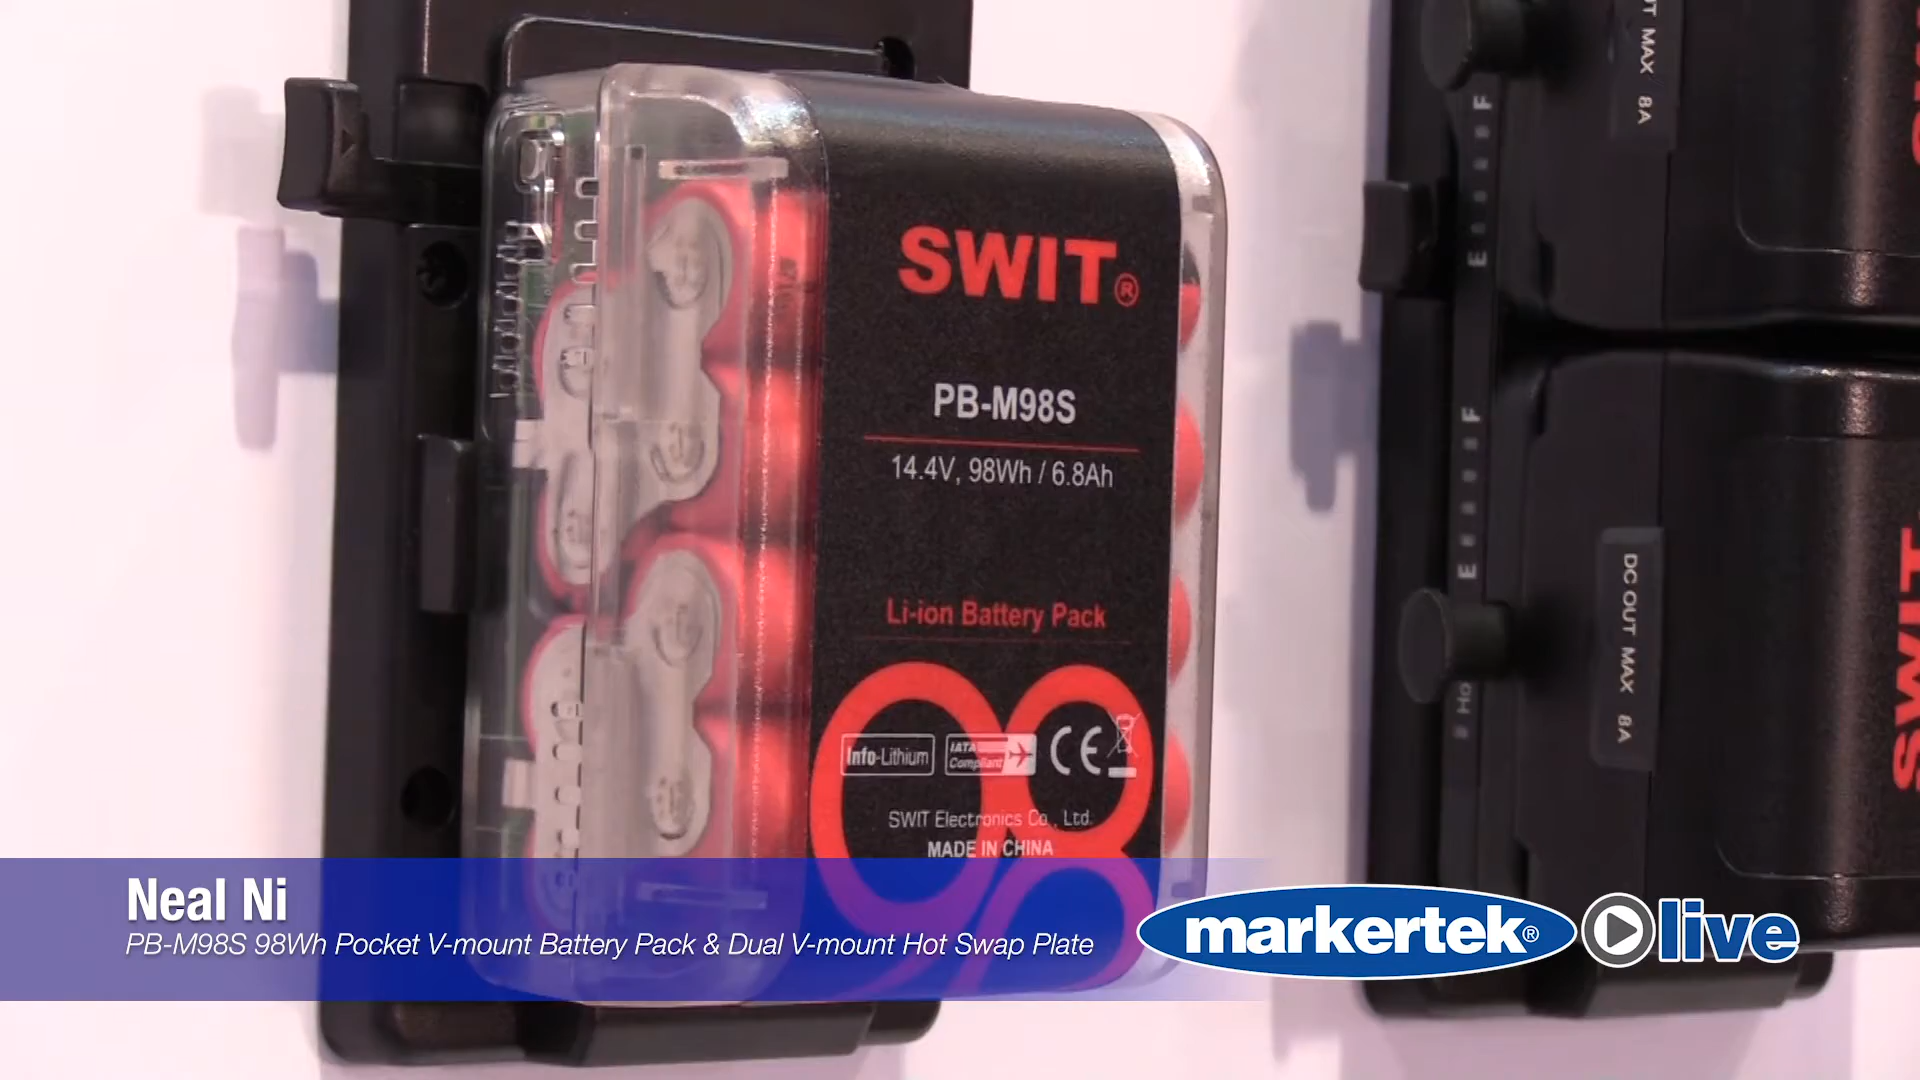 SWIT®
PB-M98S
14.4V, 98Wh / 6.8Ah
Li-ion Battery Pack
Info-Lithium
IATA
Compliant
CE
SWIT Electronics Co., Ltd.
MADE IN CHINA
UT MAX 8A
E F
E F
DC OUT MAX 8A
Ho
SWIT
Neal Ni
PB-M98S 98Wh Pocket V-mount Battery Pack & Dual V-mount Hot Swap Plate
markertek® live